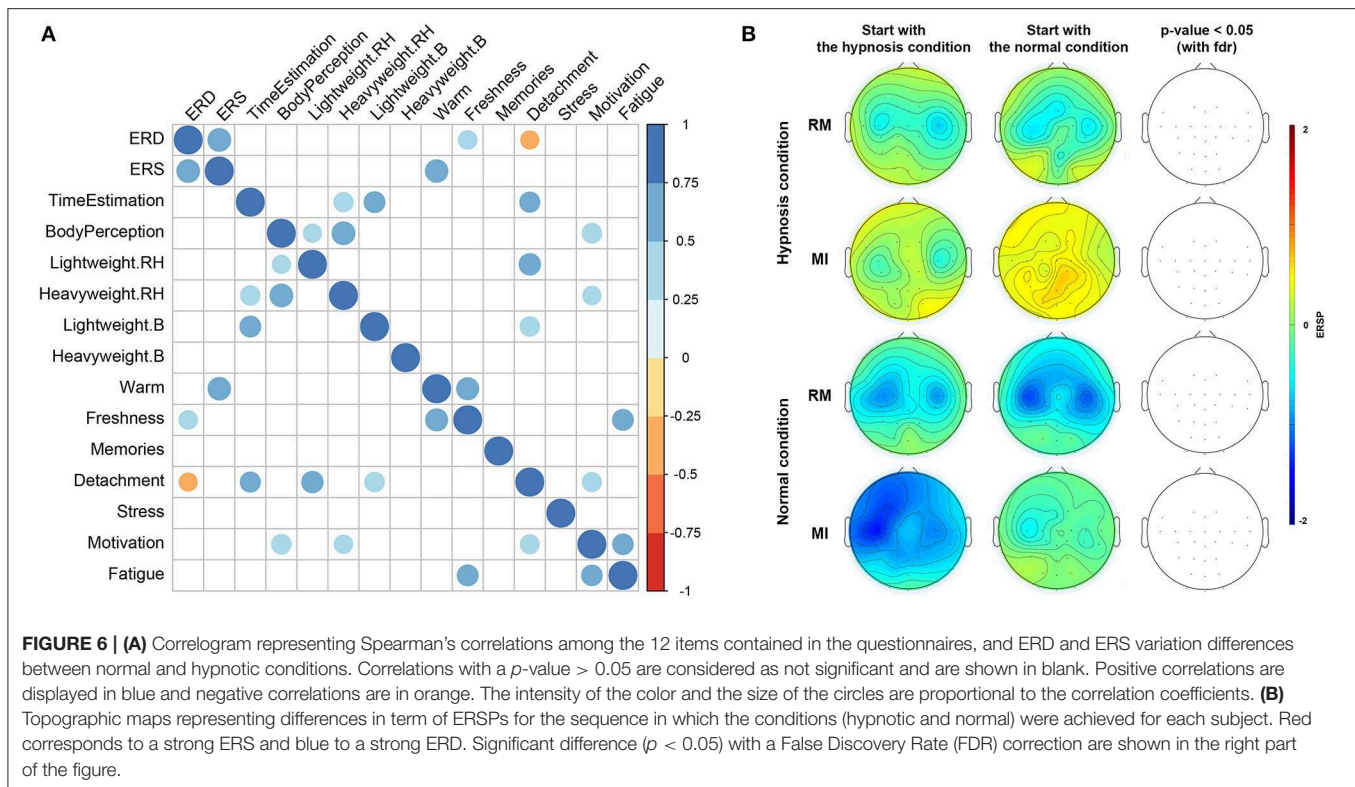 A
ERD
ERS
TimeEstimation
BodyPerception
Lightweight.RH
Heavyweight.RH
Lightweight.B
Heavyweight.B
Warm
Freshness
Memories
Detachment
Stress
Motivation
Fatigue
ERD
ERS
TimeEstimation
BodyPerception
Lightweight.RH
Heavyweight.RH
Lightweight.B
Heavyweight.B
Warm
Freshness
Memories
Detachment
Stress
Motivation
Fatigue
1
0.75
0.5
0.25
0
-0.25
-0.5
-0.75
-1
B
Start with
the hypnosis condition
Start with
the normal condition
p-value < 0.05
(with fdr)
Hypnosis condition
RM
MI
Normal condition
RM
MI
2
0
-2
ERSP
FIGURE 6 | (A) Correlogram representing Spearman's correlations among the 12 items contained in the questionnaires, and ERD and ERS variation differences
between normal and hypnotic conditions. Correlations with a p-value > 0.05 are considered as not significant and are shown in blank. Positive correlations are
displayed in blue and negative correlations are in orange. The intensity of the color and the size of the circles are proportional to the correlation coefficients. (B)
Topographic maps representing differences in term of ERSPs for the sequence in which the conditions (hypnotic and normal) were achieved for each subject. Red
corresponds to a strong ERS and blue to a strong ERD. Significant difference (p < 0.05) with a False Discovery Rate (FDR) correction are shown in the right part
of the figure.